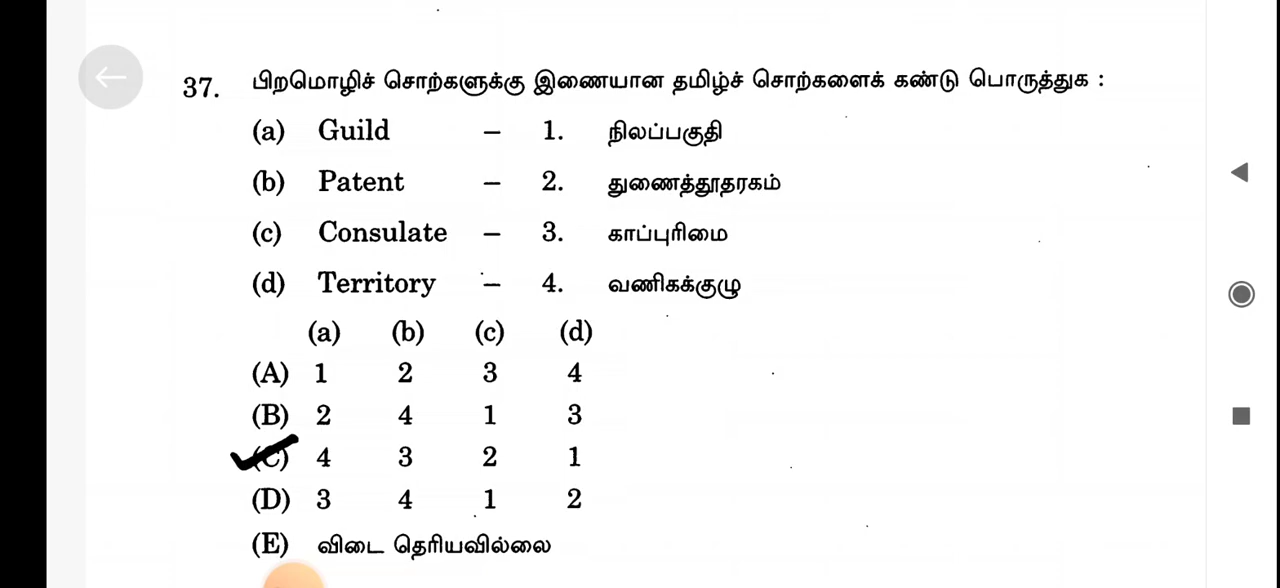 37. பிறமொழிச் சொற்களுக்கு இணையான தமிழ்ச் சொற்களைக் கண்டு பொருத்துக :
(a) Guild – 1. நிலப்பகுதி
(b) Patent – 2. துணைத்தூதரகம்
(c) Consulate – 3. காப்புரிமை
(d) Territory – 4. வணிகக்குழு
(a) (b) (c) (d)
(A) 1 2 3 4
(B) 2 4 1 3
(C) 4 3 2 1
(D) 3 4 1 2
(E) விடை தெரியவில்லை